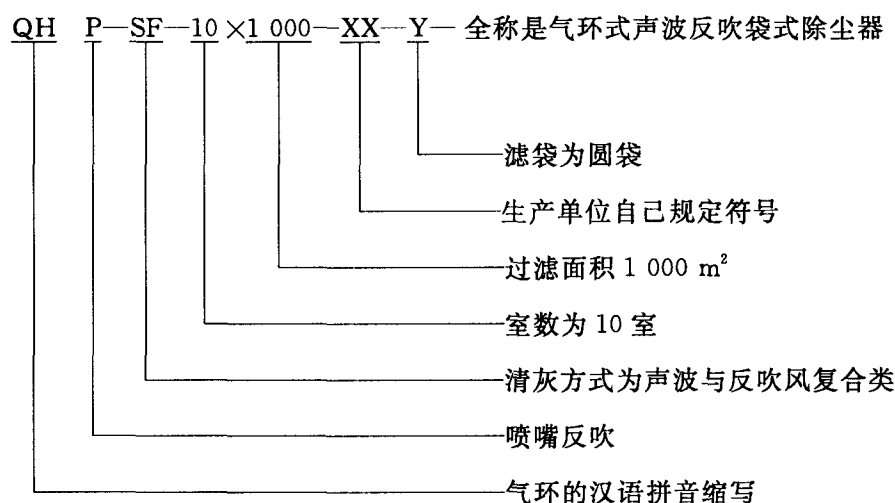 QH P—SF—10×1 000—XX—Y— 全称是气环式声波反吹袋式除尘器
滤袋为圆袋
生产单位自己规定符号
过滤面积 1 000 m²
室数为 10 室
清灰方式为声波与反吹风复合类
喷嘴反吹
气环的汉语拼音缩写